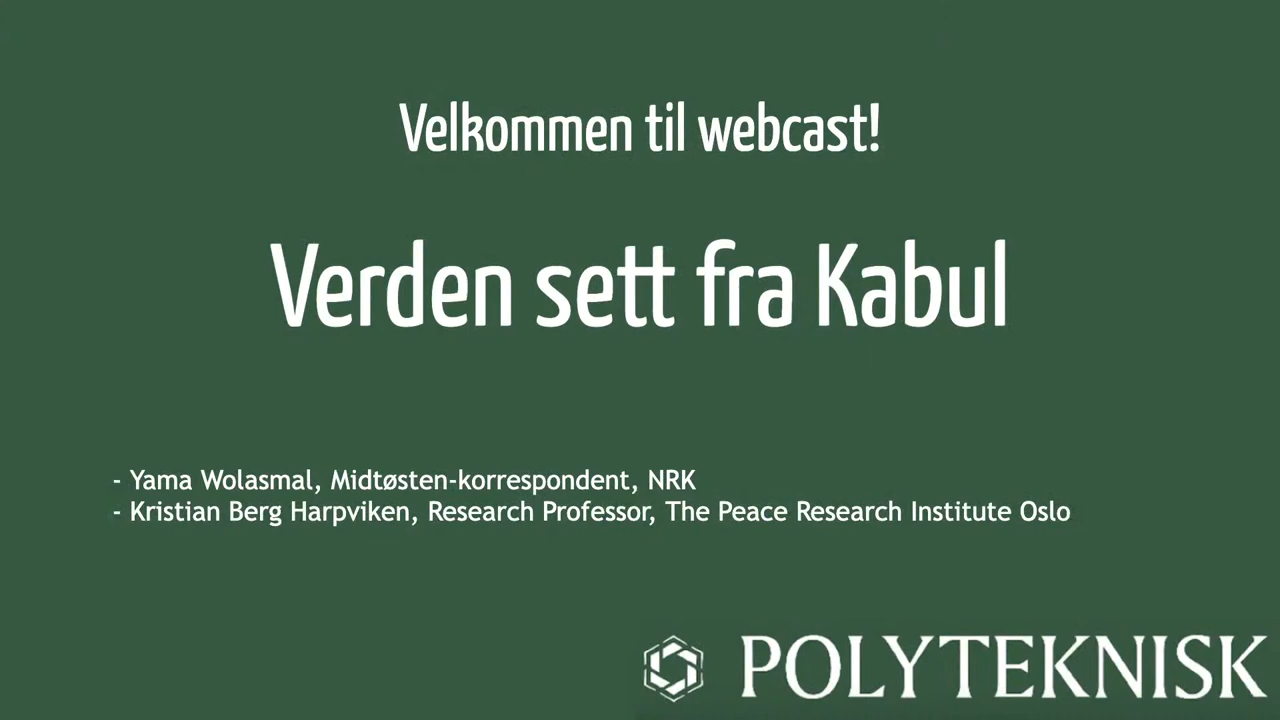 Velkommen til webcast!
Verden sett fra Kabul
- Yama Wolasmal, Midtøsten-korrespondent, NRK
- Kristian Berg Harpviken, Research Professor, The Peace Research Institute Oslo
POLYTEKNISK